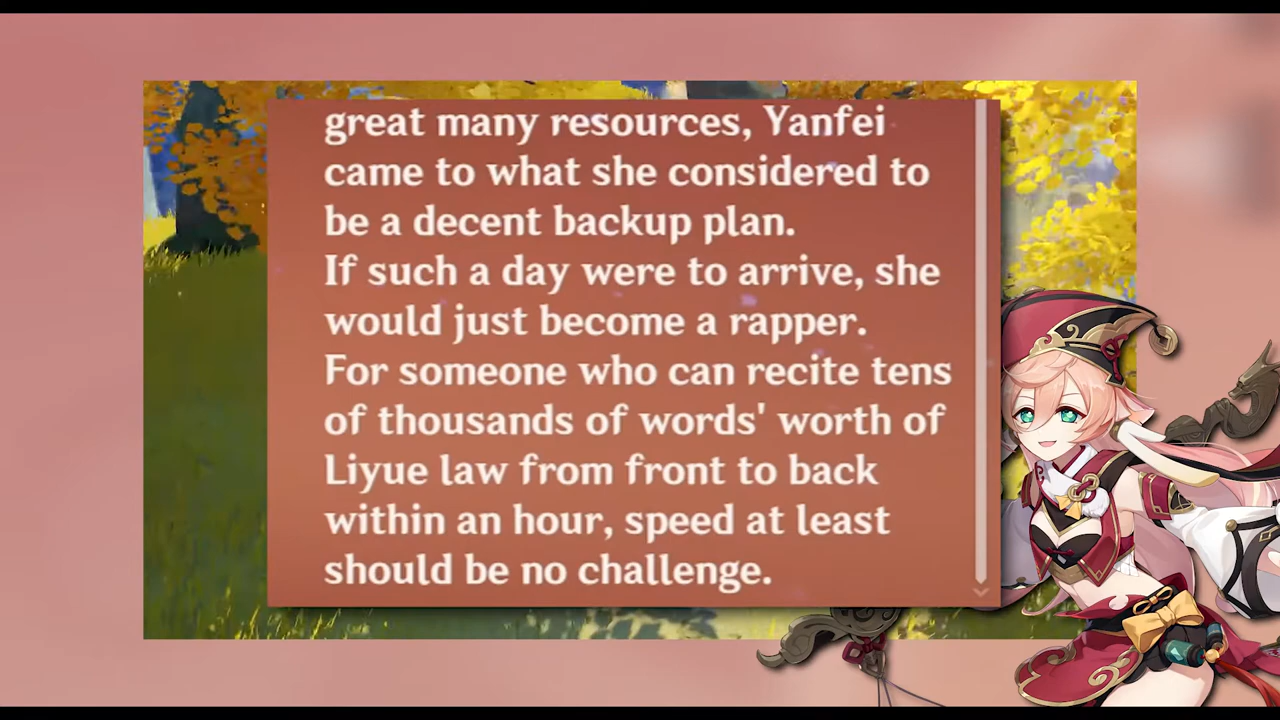 great many resources, Yanfei
came to what she considered to
be a decent backup plan.
If such a day were to arrive, she
would just become a rapper.
For someone who can recite tens
of thousands of words' worth of
Liyue law from front to back
within an hour, speed at least
should be no challenge.